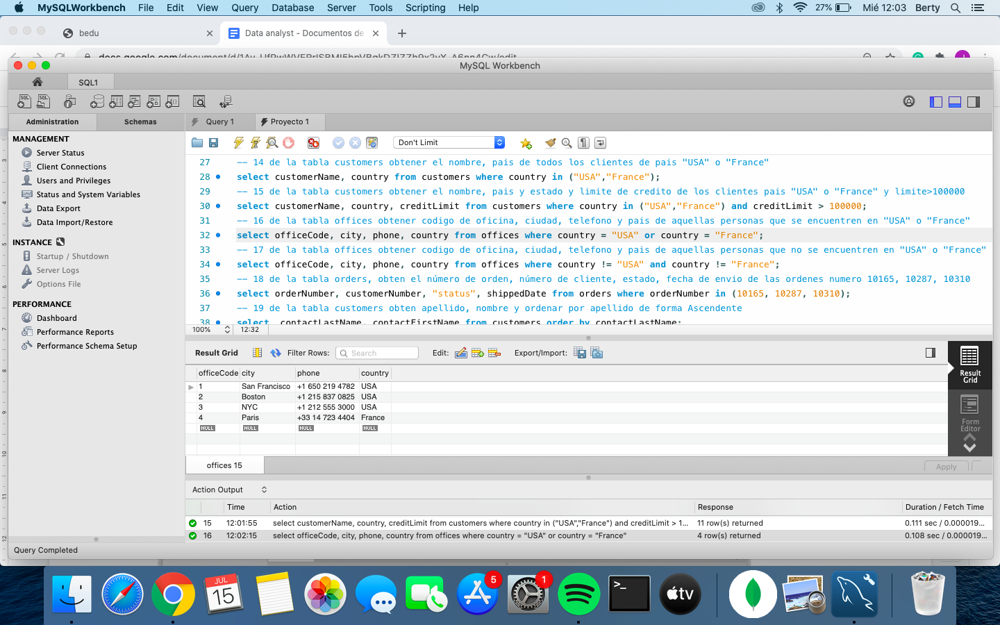 MySQLWorkbench File Edit View Query Database Server Tools Scripting Help 27% Mié 12:03 Berty
bedu Data analyst - Documentos de
MySQL Workbench
SQL1
Administration Schemas Query 1 Proyecto 1
MANAGEMENT
Server Status
Client Connections
Users and Privileges
Status and System Variables
Data Export
Data Import/Restore
INSTANCE
Startup / Shutdown
Server Logs
Options File
PERFORMANCE
Dashboard
Performance Reports
Performance Schema Setup
Don't Limit
27 -- 14 de la tabla customers obtener el nombre, pais de todos los clientes de pais "USA" o "France"
28 select customerName, country from customers where country in ("USA","France");
29 -- 15 de la tabla customers obtener el nombre, pais y estado y limite de credito de los clientes pais "USA" o "France" y limite>100000
30 select customerName, country, creditLimit from customers where country in ("USA","France") and creditLimit > 100000;
31 -- 16 de la tabla offices obtener codigo de oficina, ciudad, telefono y pais de aquellas personas que se encuentren en "USA" o "France"
32 select officeCode, city, phone, country from offices where country = "USA" or country = "France";
33 -- 17 de la tabla offices obtener codigo de oficina, ciudad, telefono y pais de aquellas personas que no se encuentren en "USA" o "France"
34 select officeCode, city, phone, country from offices where country != "USA" and country != "France";
35 -- 18 de la tabla orders, obten el número de orden, número de cliente, estado, fecha de envio de las ordenes numero 10165, 10287, 10310
36 select orderNumber, customerNumber, "status", shippedDate from orders where orderNumber in (10165, 10287, 10310);
37 -- 19 de la tabla customers obten apellido, nombre y ordenar por apellido de forma Ascendente
38 select contactLastName, contactFirstName from customers order by contactLastName;
100% 12:32
Result Grid Filter Rows: Search Edit: Export/Import:
officeCode city phone country
1 San Francisco +1 650 219 4782 USA
2 Boston +1 215 837 0825 USA
3 NYC +1 212 555 3000 USA
4 Paris +33 14 723 4404 France
NULL NULL NULL NULL
Result Grid
Form Editor
offices 15 Apply
Action Output
Time Action Response Duration / Fetch Time
15 12:01:55 select customerName, country, creditLimit from customers where country in ("USA","France") and creditLimit > 1... 11 row(s) returned 0.111 sec / 0.000019...
16 12:02:15 select officeCode, city, phone, country from offices where country = "USA" or country = "France" 4 row(s) returned 0.108 sec / 0.000019...
Query Completed
JUL
15
5
1
tv